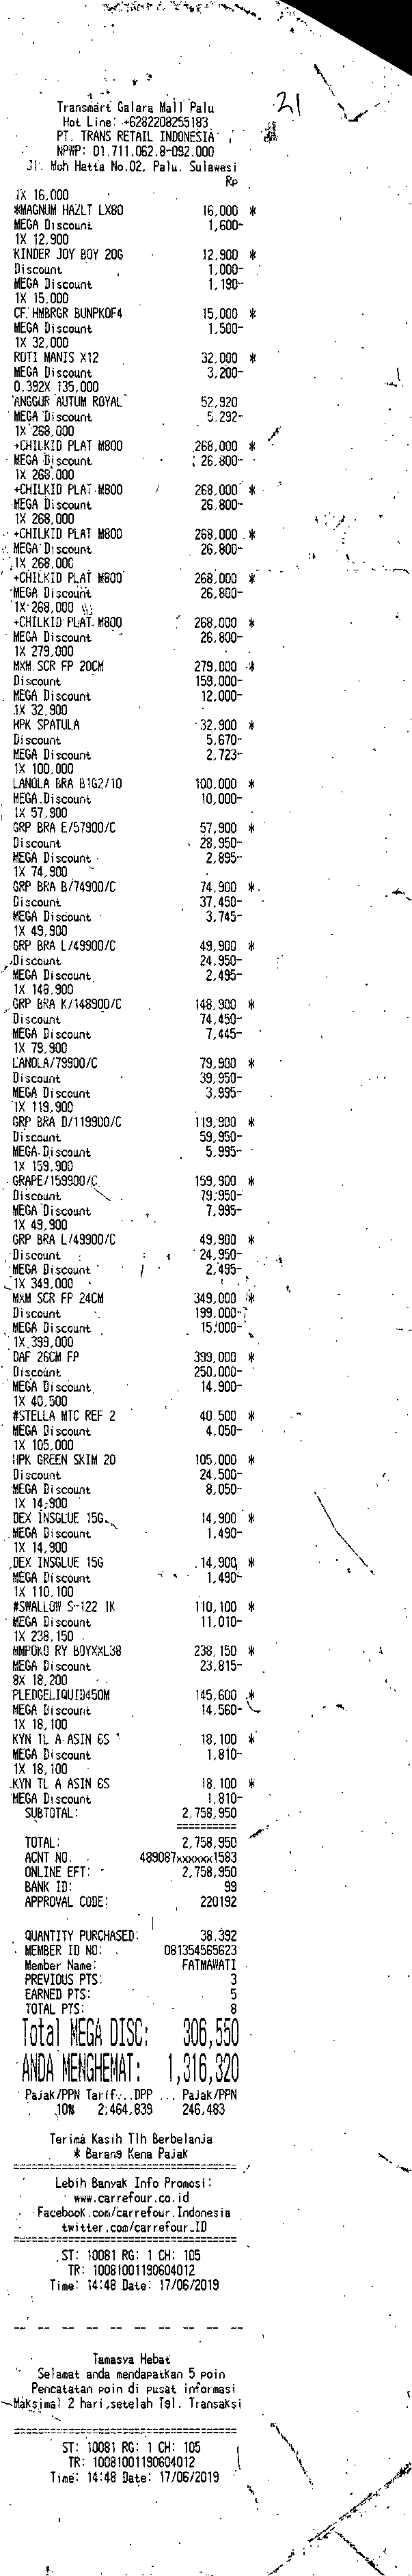 21
Transmart Galara Mall Palu
Hot Line: +6282208255183
PT. TRANS RETAIL INDONESIA
NPWP: 01.711.062.8-092.000
Jl. Moh Hatta No.02, Palu. Sulawesi
Rp
1X 16,000
*MAGNUM HAZLT LX80 16,000 *
MEGA Discount 1,600-
1X 12,900
KINDER JOY BOY 20G 12,900 *
Discount 1,000-
MEGA Discount 1,190-
1X 15,000
CF HMBRGR BUNPKOF4 15,000 *
MEGA Discount 1,500-
1X 32,000
ROTI MANIS X12 32,000 *
MEGA Discount 3,200-
0.392X 135,000
ANGGUR AUTUM ROYAL 52,920
MEGA Discount 5,292-
1X 268,000
+CHILKID PLAT M800 268,000 *
MEGA Discount 26,800-
1X 268,000
+CHILKID PLAT M800 268,000 *
MEGA Discount 26,800-
1X 268,000
+CHILKID PLAT M800 268,000 *
MEGA Discount 26,800-
1X 268,000
+CHILKID PLAT M800 268,000 *
MEGA Discount 26,800-
1X 268,000
+CHILKID PLAT M800 268,000 *
MEGA Discount 26,800-
1X 279,000
MXM SCR FP 20CM 279,000 *
Discount 159,000-
MEGA Discount 12,000-
1X 32,900
HPK SPATULA 32,900 *
Discount 5,670-
MEGA Discount 2,723-
1X 100,000
LANOLA BRA B1G2/10 100,000 *
MEGA Discount 10,000-
1X 57,900
GRP BRA E/57900/C 57,900 *
Discount 28,950-
MEGA Discount 2,895-
1X 74,900
GRP BRA B/74900/C 74,900 *
Discount 37,450-
MEGA Discount 3,745-
1X 49,900
GRP BRA L/49900/C 49,900 *
Discount 24,950-
MEGA Discount 2,495-
1X 148,900
GRP BRA K/148900/C 148,900 *
Discount 74,450-
MEGA Discount 7,445-
1X 79,900
LANOLA/79900/C 79,900 *
Discount 39,950-
MEGA Discount 3,995-
1X 119,900
GRP BRA D/119900/C 119,900 *
Discount 59,950-
MEGA Discount 5,995-
1X 159,900
GRAPE/159900/C 159,900 *
Discount 79,950-
MEGA Discount 7,995-
1X 49,900
GRP BRA L/49900/C 49,900 *
Discount 24,950-
MEGA Discount 2,495-
1X 349,000
MXM SCR FP 24CM 349,000 *
Discount 199,000-
MEGA Discount 15,000-
1X 399,000
DAF 26CM FP 399,000 *
Discount 250,000-
MEGA Discount 14,900-
1X 40,500
#STELLA MTC REF 2 40,500 *
MEGA Discount 4,050-
1X 105,000
HPK GREEN SKIM 20 105,000 *
Discount 24,500-
MEGA Discount 8,050-
1X 14,900
DEX INSGLUE 15G 14,900 *
MEGA Discount 1,490-
1X 14,900
DEX INSGLUE 15G 14,900 *
MEGA Discount 1,490-
1X 110,100
#SWALLOW S-122 1K 110,100 *
MEGA Discount 11,010-
1X 238,150
MMPOKO RY BOYXXL38 238,150 *
MEGA Discount 23,815-
8X 18,200
PLEDGELIQUID450M 145,600 *
MEGA Discount 14,560-
1X 18,100
KYN TL A ASIN 6S 18,100 *
MEGA Discount 1,810-
1X 18,100
KYN TL A ASIN 6S 18,100 *
MEGA Discount 1,810-
SUBTOTAL: 2,758,950
==========
TOTAL: 2,758,950
ACNT NO. 489087xxxxxx1583
ONLINE EFT: 2,758,950
BANK ID: 99
APPROVAL CODE: 220192
QUANTITY PURCHASED: 38.392
MEMBER ID NO: 081354565623
Member Name: FATMAWATI
PREVIOUS PTS: 3
EARNED PTS: 5
TOTAL PTS: 8
Total MEGA DISC: 306,550
ANDA MENGHEMAT: 1,316,320
Pajak/PPN Tarif...DPP ... Pajak/PPN
10% 2,464,839 246,483
Terima Kasih Tlh Berbelanja
* Barang Kena Pajak
====================================
Lebih Banyak Info Promosi:
www.carrefour.co.id
Facebook.com/carrefour.Indonesia
twitter.com/carrefour_ID
====================================
ST: 10081 RG: 1 CH: 105
TR: 10081001190604012
Time: 14:48 Date: 17/06/2019
-- -- -- -- -- -- -- --
Tamasya Hebat
Selamat anda mendapatkan 5 poin
Pencatatan poin di pusat informasi
Maksimal 2 hari setelah Tgl. Transaksi
====================================
ST: 10081 RG: 1 CH: 105
TR: 10081001190604012
Time: 14:48 Date: 17/06/2019